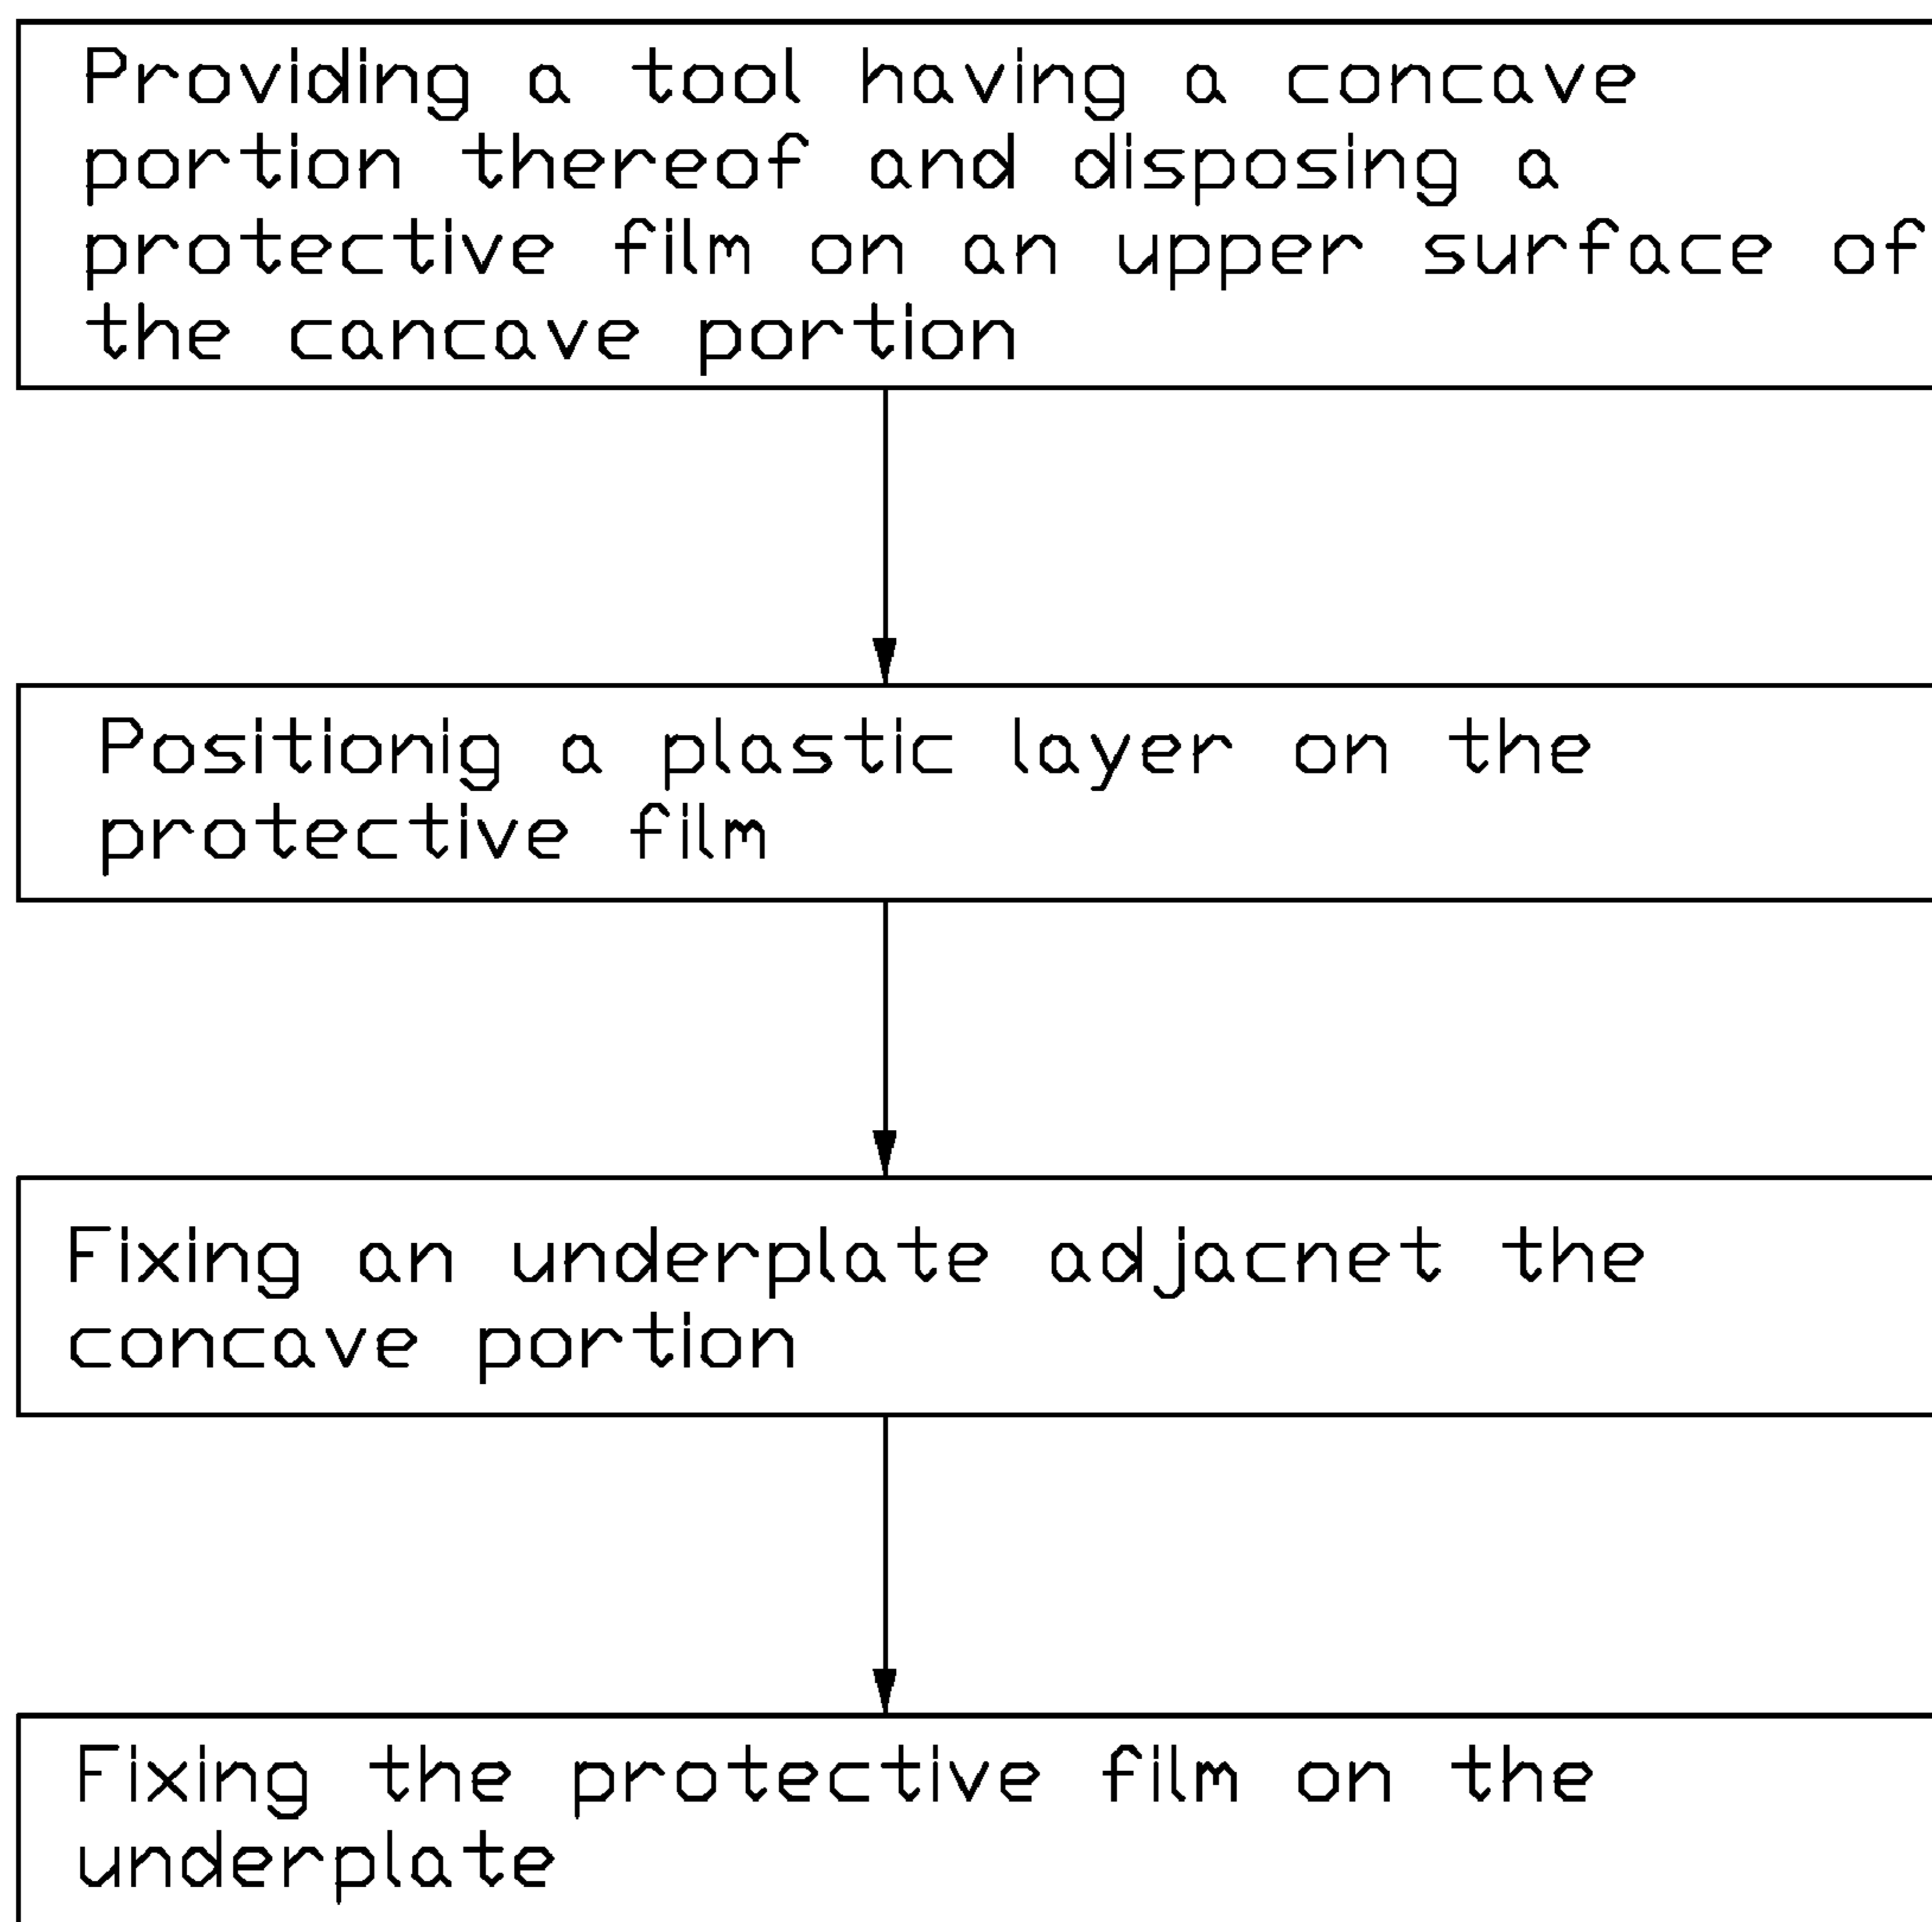 Providing a tool having a concave
portion thereof and disposing a
protective film on an upper surface of
the cancave portion
Positionig a plastic layer on the
protective film
Fixing an underplate adjacnet the
concave portion
Fixing the protective film on the
underplate